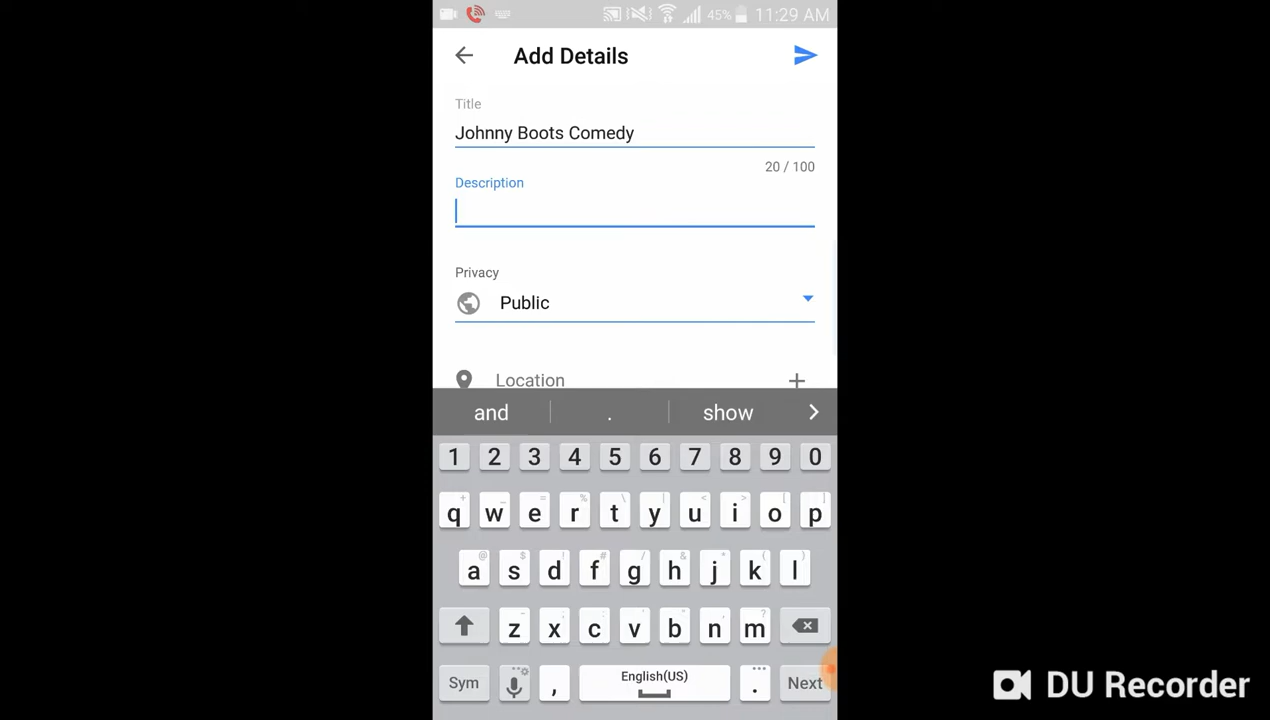 45% 11:29 AM
Add Details
Title
Johnny Boots Comedy
20 / 100
Description
Privacy
Public
Location
and . show
1 2 3 4 5 6 7 8 9 0
q w e r t y u i o p
a s d f g h j k l
z x c v b n m
Sym , English(US) . Next
DU Recorder